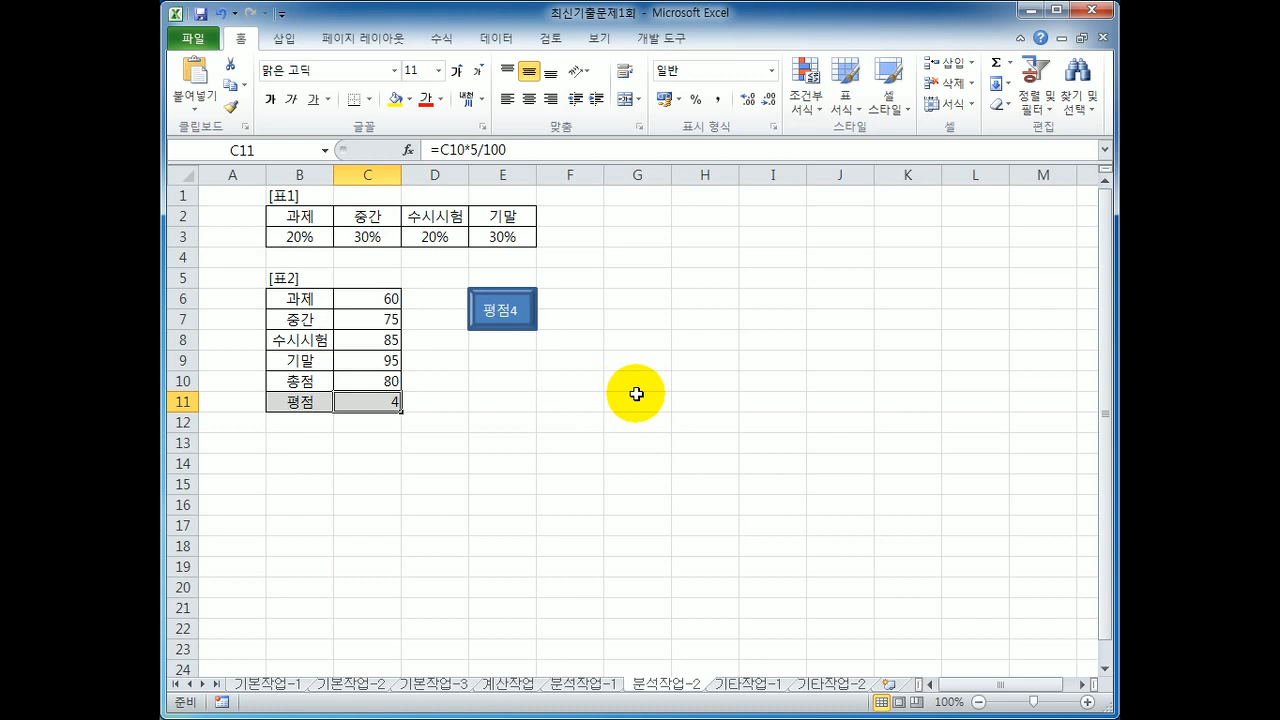 최신기출문제1회 - Microsoft Excel
파일 홈 삽입 페이지 레이아웃 수식 데이터 검토 보기 개발 도구
맑은 고딕 11 일반
붙여넣기 가 가 가 가 내천 % , 조건부 서식 표 서식 셀 스타일 삽입 삭제 서식 Σ 정렬 및 필터 찾기 및 선택
클립보드 글꼴 맞춤 표시 형식 스타일 셀 편집
C11 fx =C10*5/100
A B C D E F G H I J K L M
1 [표1]
2 과제 중간 수시시험 기말
3 20% 30% 20% 30%
4
5 [표2]
6 과제 60
평점4
7 중간 75
8 수시시험 85
9 기말 95
10 총점 80
11 평점 4
12
13
14
15
16
17
18
19
20
21
22
23
24
기본작업-1 기본작업-2 기본작업-3 계산작업 분석작업-1 분석작업-2 기타작업-1 기타작업-2
준비 100%